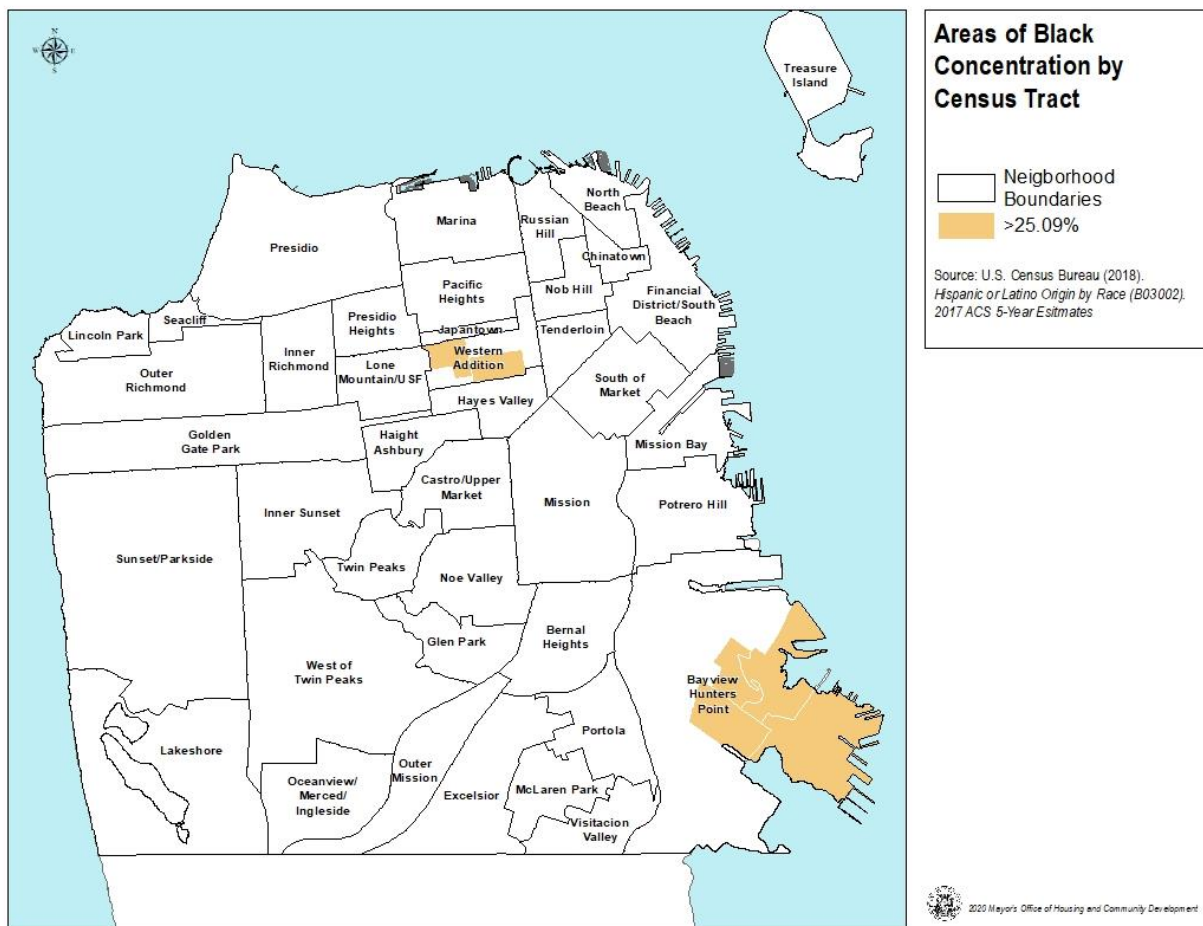 N
W
E
S
Treasure
Island
North
Beach
Marina
Russian
Hill
Presidio
Chinatown
Pacific
Heights
Nob Hill
Financial
District/South
Beach
Seacliff
Lincoln Park
Presidio
Heights
Japantown
Tenderloin
Inner
Richmond
Western
Addition
Outer
Richmond
Lone
Mountain/USF
South of
Market
Hayes Valley
Golden
Gate Park
Haight
Ashbury
Mission Bay
Castro/Upper
Market
Mission
Potrero Hill
Inner Sunset
Sunset/Parkside
Twin Peaks
Noe Valley
Glen Park
Bernal
Heights
West of
Twin Peaks
Bayview
Hunters
Point
Portola
Lakeshore
Outer
Mission
Oceanview/
Merced/
Ingleside
Excelsior
McLaren Park
Visitacion
Valley
Areas of Black
Concentration by
Census Tract
Neigborhood
Boundaries
>25.09%
Source: U.S. Census Bureau (2018).
Hispanic or Latino Origin by Race (B03002).
2017 ACS 5-Year Esitmates
2020 Mayor's Office of Housing and Community Development